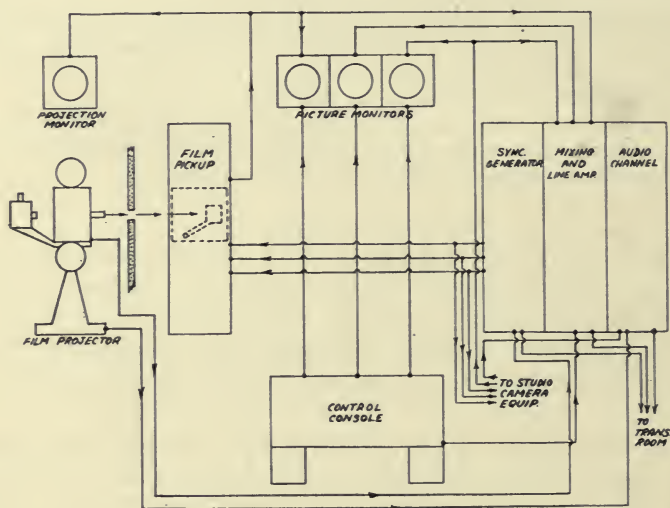 PROJECTION
MONITOR
PICTURE MONITORS
FILM
PICKUP
SYNC.
GENERATOR
MIXING
AND
LINE AMP.
AUDIO
CHANNEL
FILM PROJECTOR
CONTROL
CONSOLE
TO STUDIO
CAMERA
EQUIP.
TO
TRANS.
ROOM